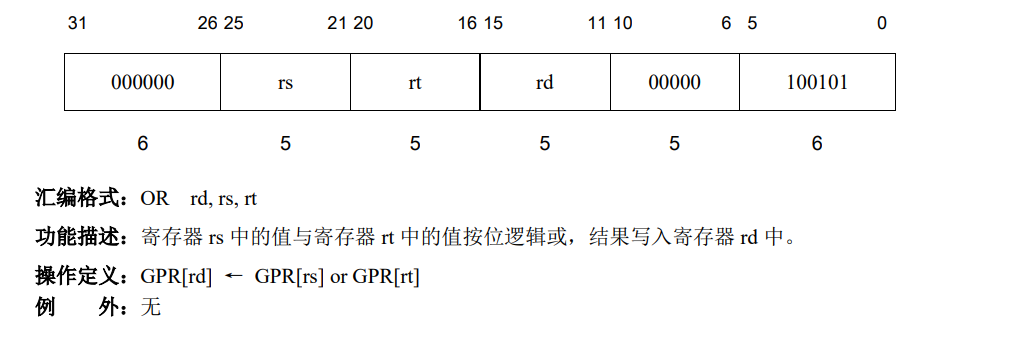 31 26 25 21 20 16 15 11 10 6 5 0
000000 rs rt rd 00000 100101
6 5 5 5 5 6
汇编格式：OR rd, rs, rt
功能描述：寄存器 rs 中的值与寄存器 rt 中的值按位逻辑或，结果写入寄存器 rd 中。
操作定义：GPR[rd] ← GPR[rs] or GPR[rt]
例 外：无